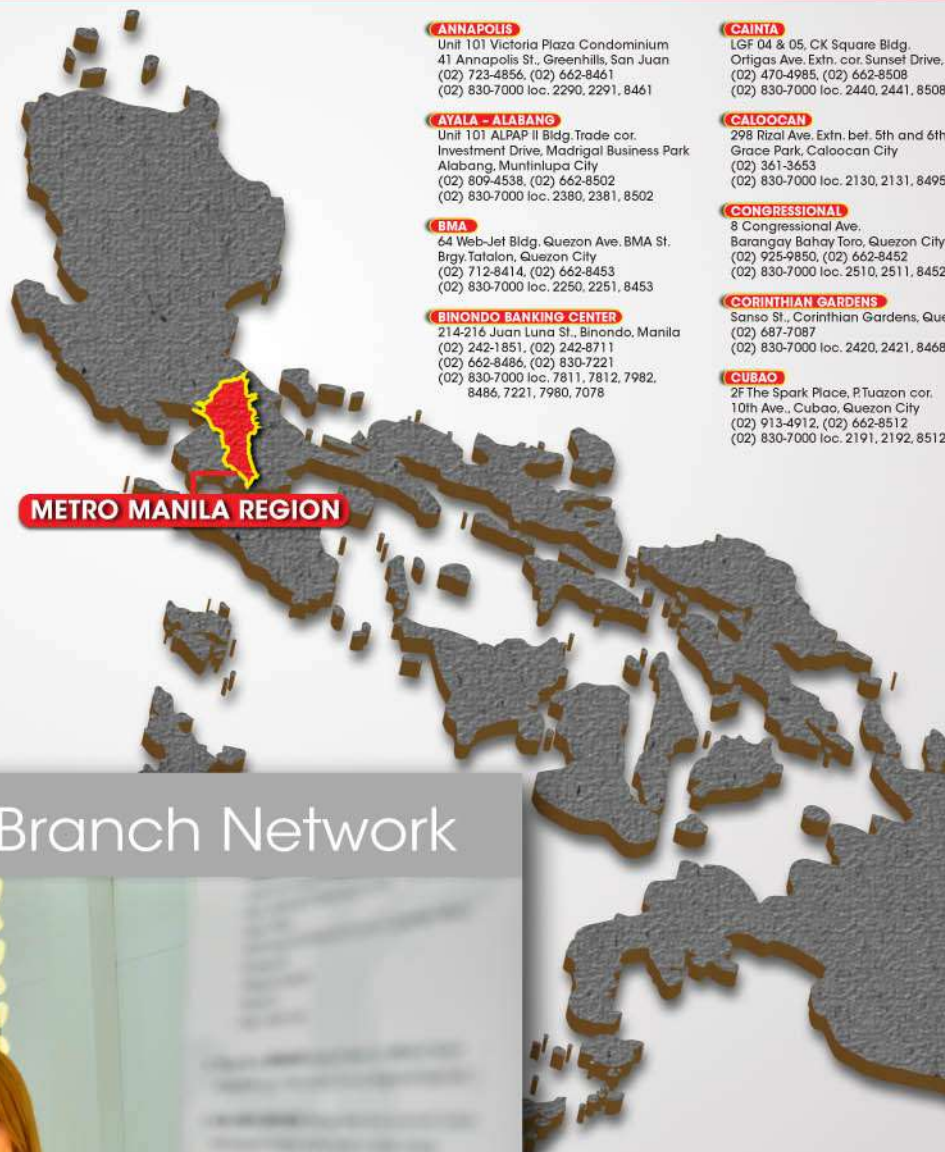 ANNAPOLIS
Unit 101 Victoria Plaza Condominium
41 Annapolis St., Greenhills, San Juan
(02) 723-4856, (02) 662-8461
(02) 830-7000 loc. 2290, 2291, 8461
AYALA - ALABANG
Unit 101 ALPAP II Bldg. Trade cor.
Investment Drive, Madrigal Business Park
Alabang, Muntinlupa City
(02) 809-4538, (02) 662-8502
(02) 830-7000 loc. 2380, 2381, 8502
BMA
64 Web-Jet Bldg. Quezon Ave. BMA St.
Brgy. Tatalon, Quezon City
(02) 712-8414, (02) 662-8453
(02) 830-7000 loc. 2250, 2251, 8453
BINONDO BANKING CENTER
214-216 Juan Luna St., Binondo, Manila
(02) 242-1851, (02) 242-8711
(02) 662-8486, (02) 830-7221
(02) 830-7000 loc. 7811, 7812, 7982,
8486, 7221, 7980, 7078
CAINTA
LGF 04 & 05, CK Square Bldg.
Ortigas Ave. Extn. cor. Sunset Drive,
(02) 470-4985, (02) 662-8508
(02) 830-7000 loc. 2440, 2441, 8508
CALOOCAN
298 Rizal Ave. Extn. bet. 5th and 6th
Grace Park, Caloocan City
(02) 361-3653
(02) 830-7000 loc. 2130, 2131, 8495
CONGRESSIONAL
8 Congressional Ave.
Barangay Bahay Toro, Quezon City
(02) 925-9850, (02) 662-8452
(02) 830-7000 loc. 2510, 2511, 8452
CORINTHIAN GARDENS
Sanso St., Corinthian Gardens, Que
(02) 687-7087
(02) 830-7000 loc. 2420, 2421, 8468
CUBAO
2F The Spark Place, P. Tuazon cor.
10th Ave., Cubao, Quezon City
(02) 913-4912, (02) 662-8512
(02) 830-7000 loc. 2191, 2192, 8512
METRO MANILA REGION
Branch Network